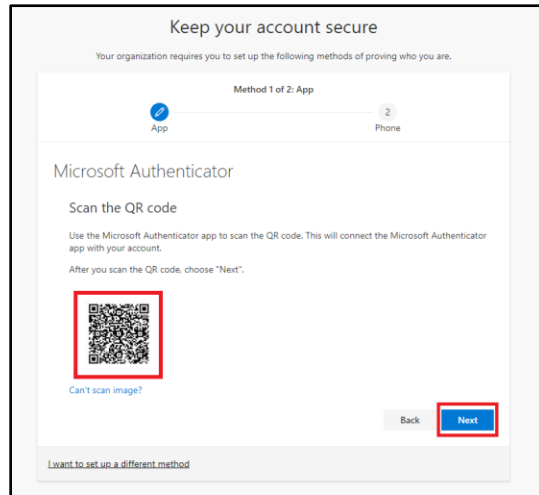 Keep your account secure
Your organization requires you to set up the following methods of proving who you are.
Method 1 of 2: App
App
2
Phone
Microsoft Authenticator
Scan the QR code
Use the Microsoft Authenticator app to scan the QR code. This will connect the Microsoft Authenticator
app with your account.
After you scan the QR code, choose "Next".
Can't scan image?
Back
Next
I want to set up a different method